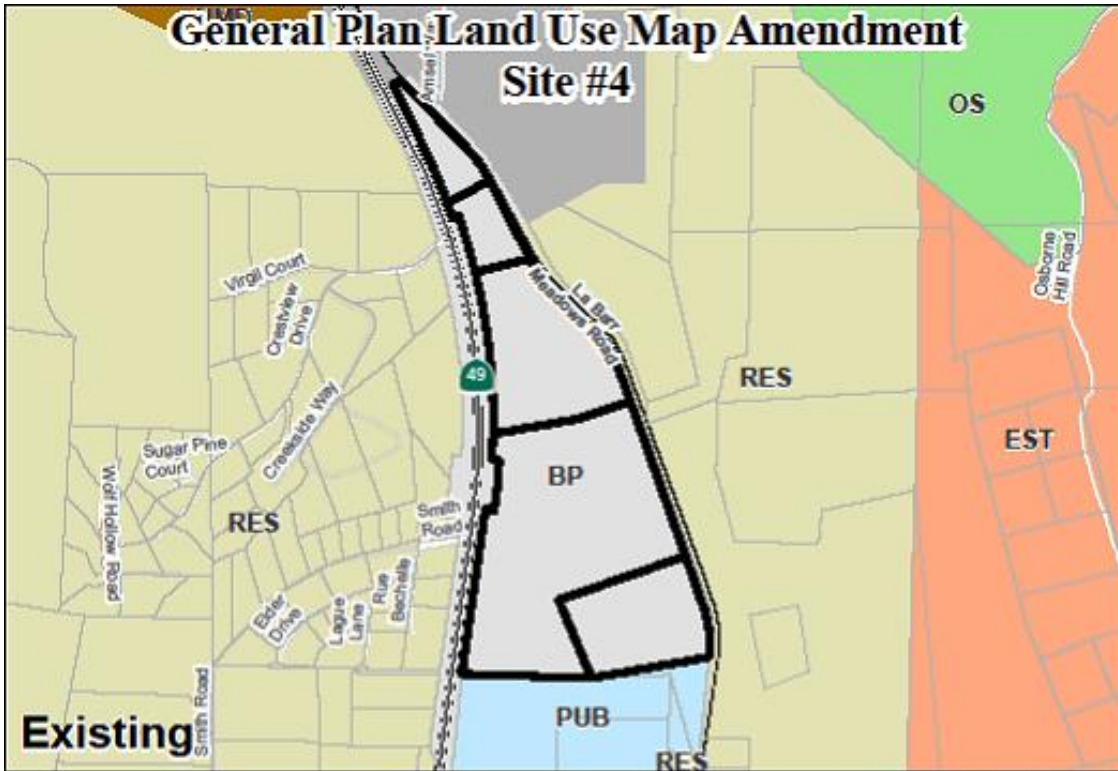 General Plan Land Use Map Amendment
Site #4
OS
Virgil Court
Crestview
Drive
La Barr
Meadows Road
Osborne
Hill Road
49
RES
Creekside Way
Sugar Pine
Court
Wolf Hollow Road
EST
BP
RES
Smith
Road
Elder
Drive
Lague
Lane
Rue
Bechelle
Smith Road
Existing
PUB
RES